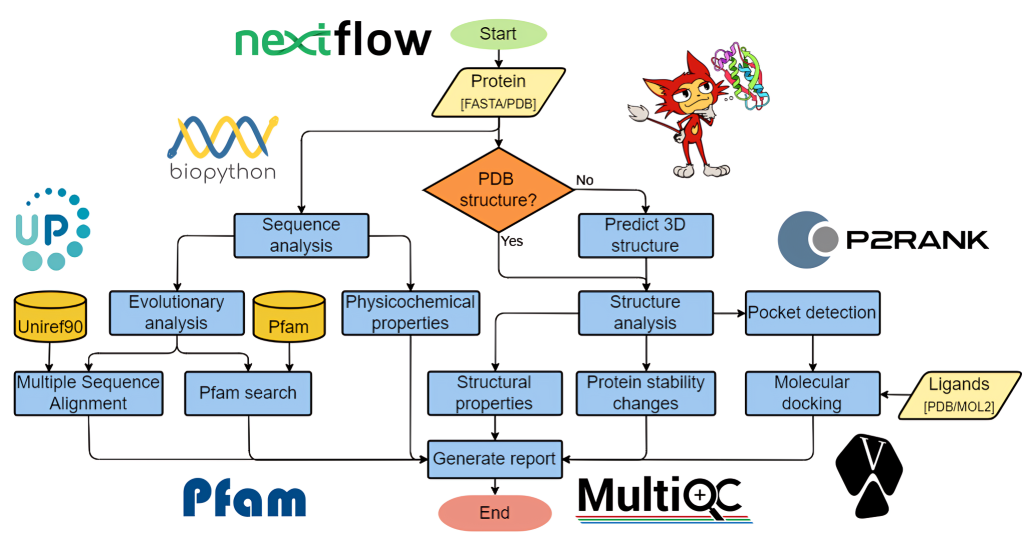 nextflow
Start
Protein
[FASTA/PDB]
biopython
PDB
structure?
No
Yes
UP
Sequence
analysis
Predict 3D
structure
P2RANK
Uniref90
Evolutionary
analysis
Pfam
Physicochemical
properties
Structure
analysis
Pocket detection
Multiple Sequence
Alignment
Pfam search
Structural
properties
Protein stability
changes
Molecular
docking
Ligands
[PDB/MOL2]
Generate report
V
Pfam
End
MultiQC